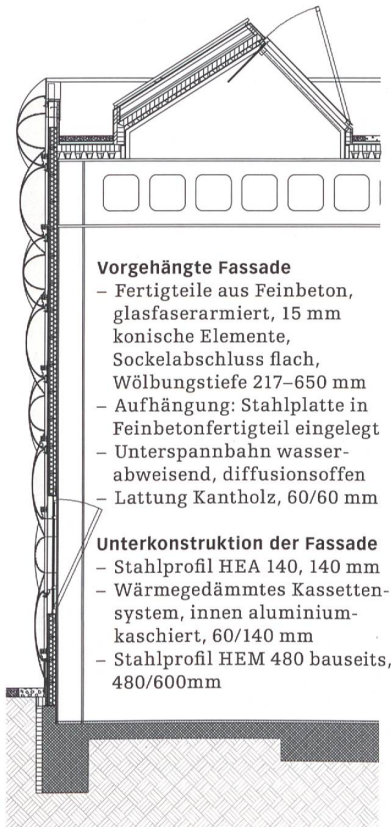 Vorgehängte Fassade
– Fertigteile aus Feinbeton,
glasfaserarmiert, 15 mm
konische Elemente,
Sockelabschluss flach,
Wölbungstiefe 217–650 mm
– Aufhängung: Stahlplatte in
Feinbetonfertigteil eingelegt
– Unterspannbahn wasser-
abweisend, diffusionsoffen
– Lattung Kantholz, 60/60 mm
Unterkonstruktion der Fassade
– Stahlprofil HEA 140, 140 mm
– Wärmegedämmtes Kassetten-
system, innen aluminium-
kaschiert, 60/140 mm
– Stahlprofil HEM 480 bauseits,
480/600mm